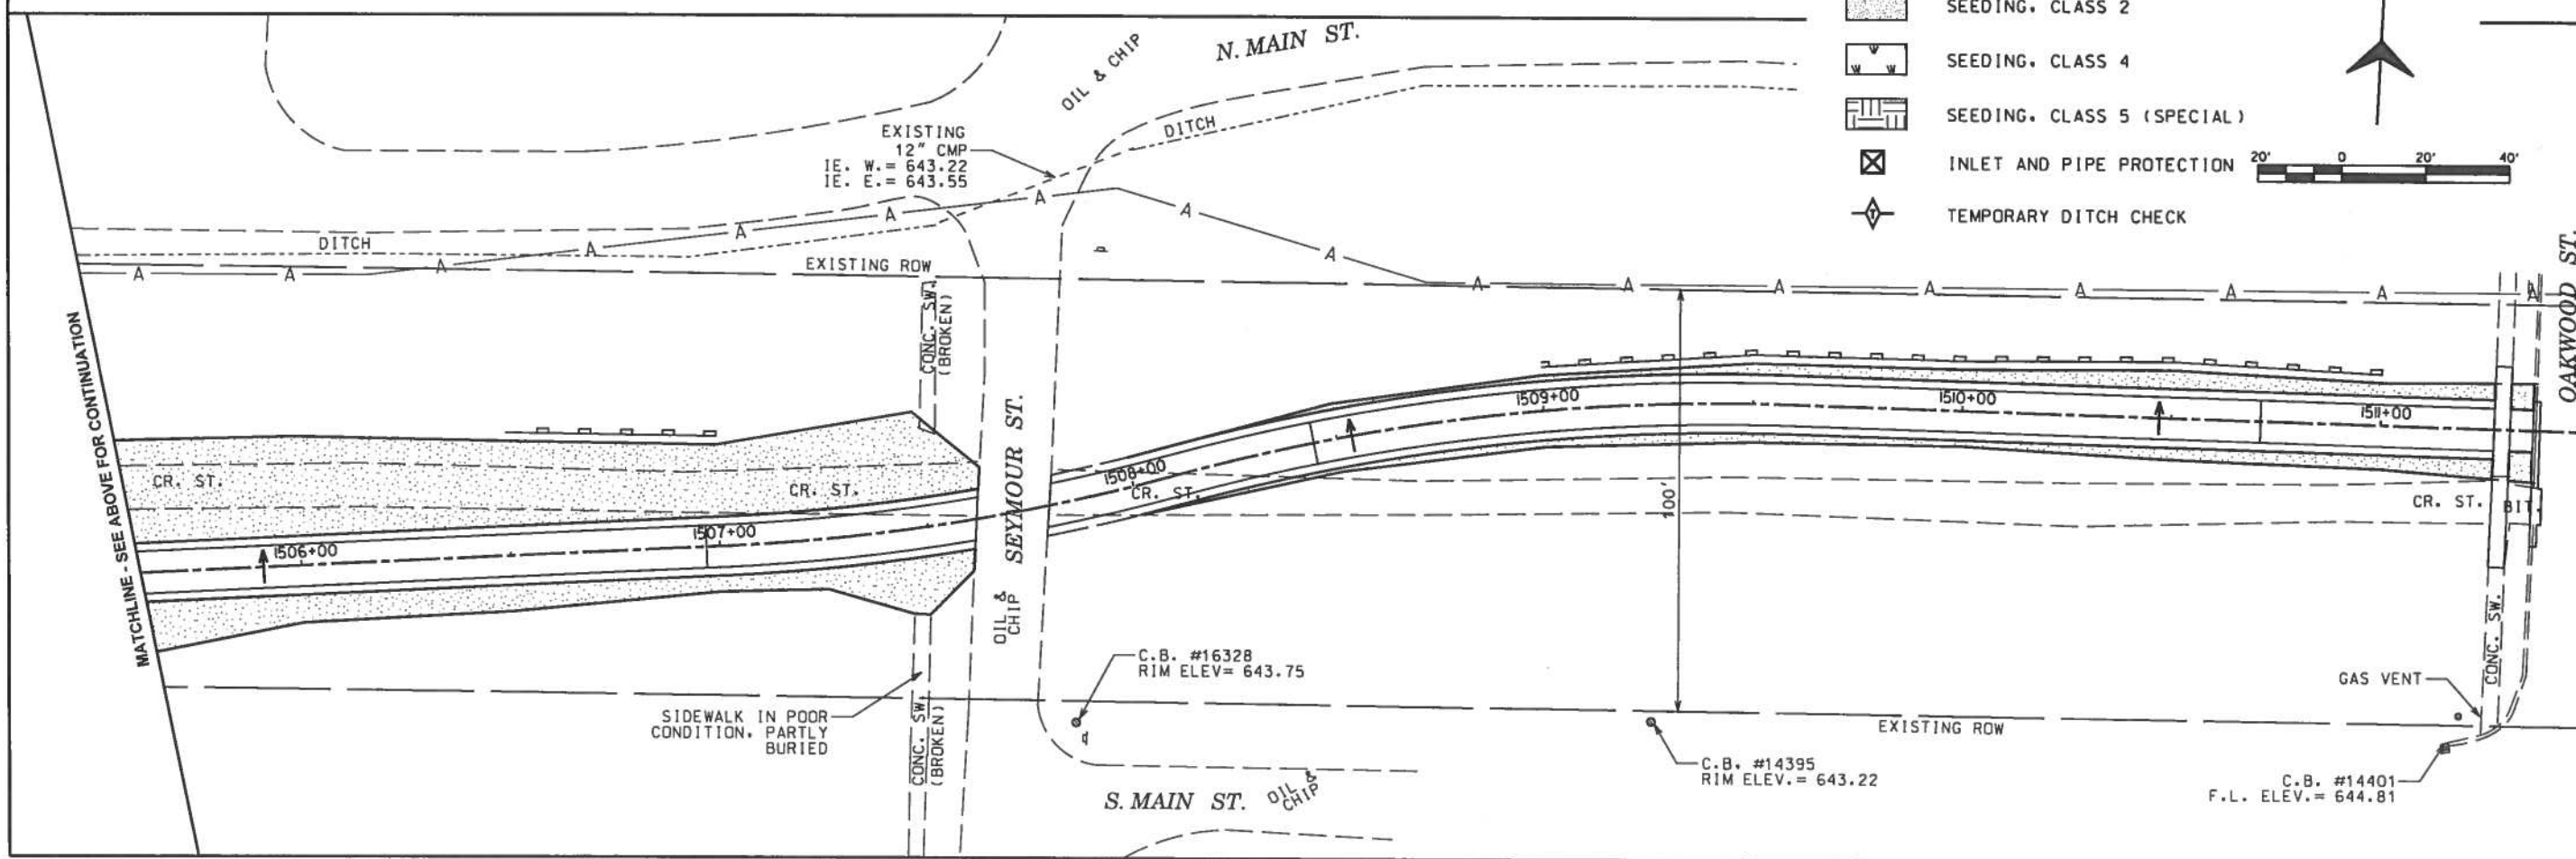 SEEDING, CLASS 2
SEEDING, CLASS 4
SEEDING, CLASS 5 (SPECIAL)
INLET AND PIPE PROTECTION
TEMPORARY DITCH CHECK
20' 0 20' 40'
N. MAIN ST.
OIL & CHIP
DITCH
EXISTING
12" CMP
IE. W.= 643.22
IE. E.= 643.55
DITCH
A A A A A A A A A A A A A A A A A
EXISTING ROW
CONC. SW.
(BROKEN)
MATCHLINE - SEE ABOVE FOR CONTINUATION
CR. ST.
CR. ST.
1506+00
1507+00
SEYMOUR ST.
OIL &
CHIP
1508+00
CR. ST.
1509+00
1510+00
1511+00
100'
OAKWOOD ST.
CR. ST.
BIT.
C.B. #16328
RIM ELEV= 643.75
SIDEWALK IN POOR
CONDITION. PARTLY
BURIED
CONC. SW.
(BROKEN)
S. MAIN ST.
OIL &
CHIP
C.B. #14395
RIM ELEV.= 643.22
EXISTING ROW
GAS VENT
CONC. SW.
C.B. #14401
F.L. ELEV.= 644.81